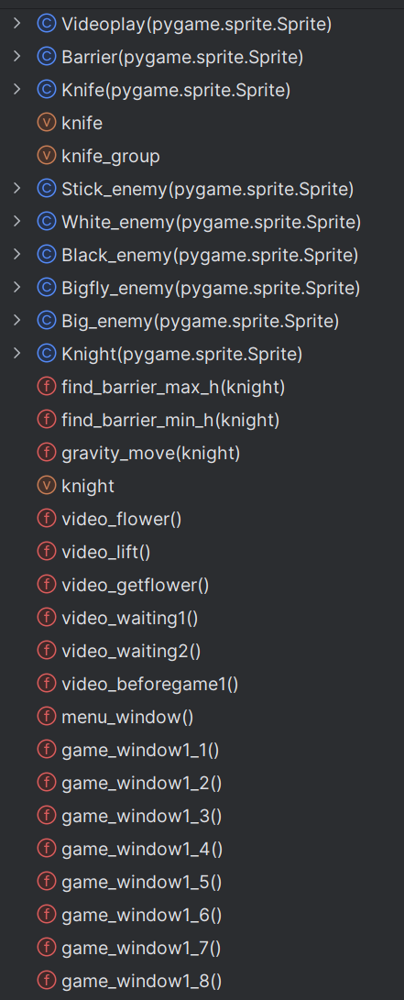 Videoplay(pygame.sprite.Sprite)
Barrier(pygame.sprite.Sprite)
Knife(pygame.sprite.Sprite)
knife
knife_group
Stick_enemy(pygame.sprite.Sprite)
White_enemy(pygame.sprite.Sprite)
Black_enemy(pygame.sprite.Sprite)
Bigfly_enemy(pygame.sprite.Sprite)
Big_enemy(pygame.sprite.Sprite)
Knight(pygame.sprite.Sprite)
find_barrier_max_h(knight)
find_barrier_min_h(knight)
gravity_move(knight)
knight
video_flower()
video_lift()
video_getflower()
video_waiting1()
video_waiting2()
video_beforegame1()
menu_window()
game_window1_1()
game_window1_2()
game_window1_3()
game_window1_4()
game_window1_5()
game_window1_6()
game_window1_7()
game_window1_8()